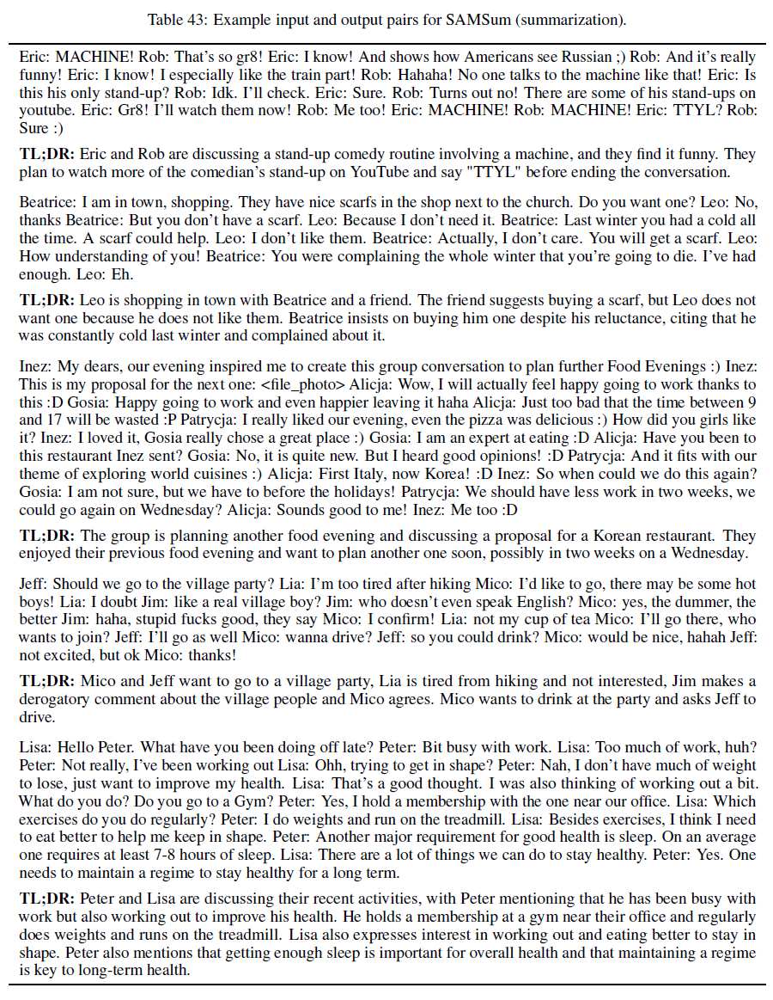 Table 43: Example input and output pairs for SAMSum (summarization).
Eric: MACHINE! Rob: That's so gr8! Eric: I know! And shows how Americans see Russian ;) Rob: And it's really
funny! Eric: I know! I especially like the train part! Rob: Hahaha! No one talks to the machine like that! Eric: Is
this his only stand-up? Rob: Idk. I'll check. Eric: Sure. Rob: Turns out no! There are some of his stand-ups on
youtube. Eric: Gr8! I'll watch them now! Rob: Me too! Eric: MACHINE! Rob: MACHINE! Eric: TTYL? Rob:
Sure :)
TL;DR: Eric and Rob are discussing a stand-up comedy routine involving a machine, and they find it funny. They
plan to watch more of the comedian's stand-up on YouTube and say "TTYL" before ending the conversation.
Beatrice: I am in town, shopping. They have nice scarfs in the shop next to the church. Do you want one? Leo: No,
thanks Beatrice: But you don't have a scarf. Leo: Because I don't need it. Beatrice: Last winter you had a cold all
the time. A scarf could help. Leo: I don't like them. Beatrice: Actually, I don't care. You will get a scarf. Leo:
How understanding of you! Beatrice: You were complaining the whole winter that you're going to die. I've had
enough. Leo: Eh.
TL;DR: Leo is shopping in town with Beatrice and a friend. The friend suggests buying a scarf, but Leo does not
want one because he does not like them. Beatrice insists on buying him one despite his reluctance, citing that he
was constantly cold last winter and complained about it.
Inez: My dears, our evening inspired me to create this group conversation to plan further Food Evenings :) Inez:
This is my proposal for the next one: <file_photo> Alicja: Wow, I will actually feel happy going to work thanks to
this :D Gosia: Happy going to work and even happier leaving it haha Alicja: Just too bad that the time between 9
and 17 will be wasted :P Patrycja: I really liked our evening, even the pizza was delicious :) How did you girls like
it? Inez: I loved it, Gosia really chose a great place :) Gosia: I am an expert at eating :D Alicja: Have you been to
this restaurant Inez sent? Gosia: No, it is quite new. But I heard good opinions! :D Patrycja: And it fits with our
theme of exploring world cuisines :) Alicja: First Italy, now Korea! :D Inez: So when could we do this again?
Gosia: I am not sure, but we have to before the holidays! Patrycja: We should have less work in two weeks, we
could go again on Wednesday? Alicja: Sounds good to me! Inez: Me too :D
TL;DR: The group is planning another food evening and discussing a proposal for a Korean restaurant. They
enjoyed their previous food evening and want to plan another one soon, possibly in two weeks on a Wednesday.
Jeff: Should we go to the village party? Lia: I'm too tired after hiking Mico: I'd like to go, there may be some hot
boys! Lia: I doubt Jim: like a real village boy? Jim: who doesn't even speak English? Mico: yes, the dummer, the
better Jim: haha, stupid fucks good, they say Mico: I confirm! Lia: not my cup of tea Mico: I'll go there, who
wants to join? Jeff: I'll go as well Mico: wanna drive? Jeff: so you could drink? Mico: would be nice, hahah Jeff:
not excited, but ok Mico: thanks!
TL;DR: Mico and Jeff want to go to a village party, Lia is tired from hiking and not interested, Jim makes a
derogatory comment about the village people and Mico agrees. Mico wants to drink at the party and asks Jeff to
drive.
Lisa: Hello Peter. What have you been doing off late? Peter: Bit busy with work. Lisa: Too much of work, huh?
Peter: Not really, I've been working out Lisa: Ohh, trying to get in shape? Peter: Nah, I don't have much of weight
to lose, just want to improve my health. Lisa: That's a good thought. I was also thinking of working out a bit.
What do you do? Do you go to a Gym? Peter: Yes, I hold a membership with the one near our office. Lisa: Which
exercises do you do regularly? Peter: I do weights and run on the treadmill. Lisa: Besides exercises, I think I need
to eat better to help me keep in shape. Peter: Another major requirement for good health is sleep. On an average
one requires at least 7-8 hours of sleep. Lisa: There are a lot of things we can do to stay healthy. Peter: Yes. One
needs to maintain a regime to stay healthy for a long term.
TL;DR: Peter and Lisa are discussing their recent activities, with Peter mentioning that he has been busy with
work but also working out to improve his health. He holds a membership at a gym near their office and regularly
does weights and runs on the treadmill. Lisa also expresses interest in working out and eating better to stay in
shape. Peter also mentions that getting enough sleep is important for overall health and that maintaining a regime
is key to long-term health.